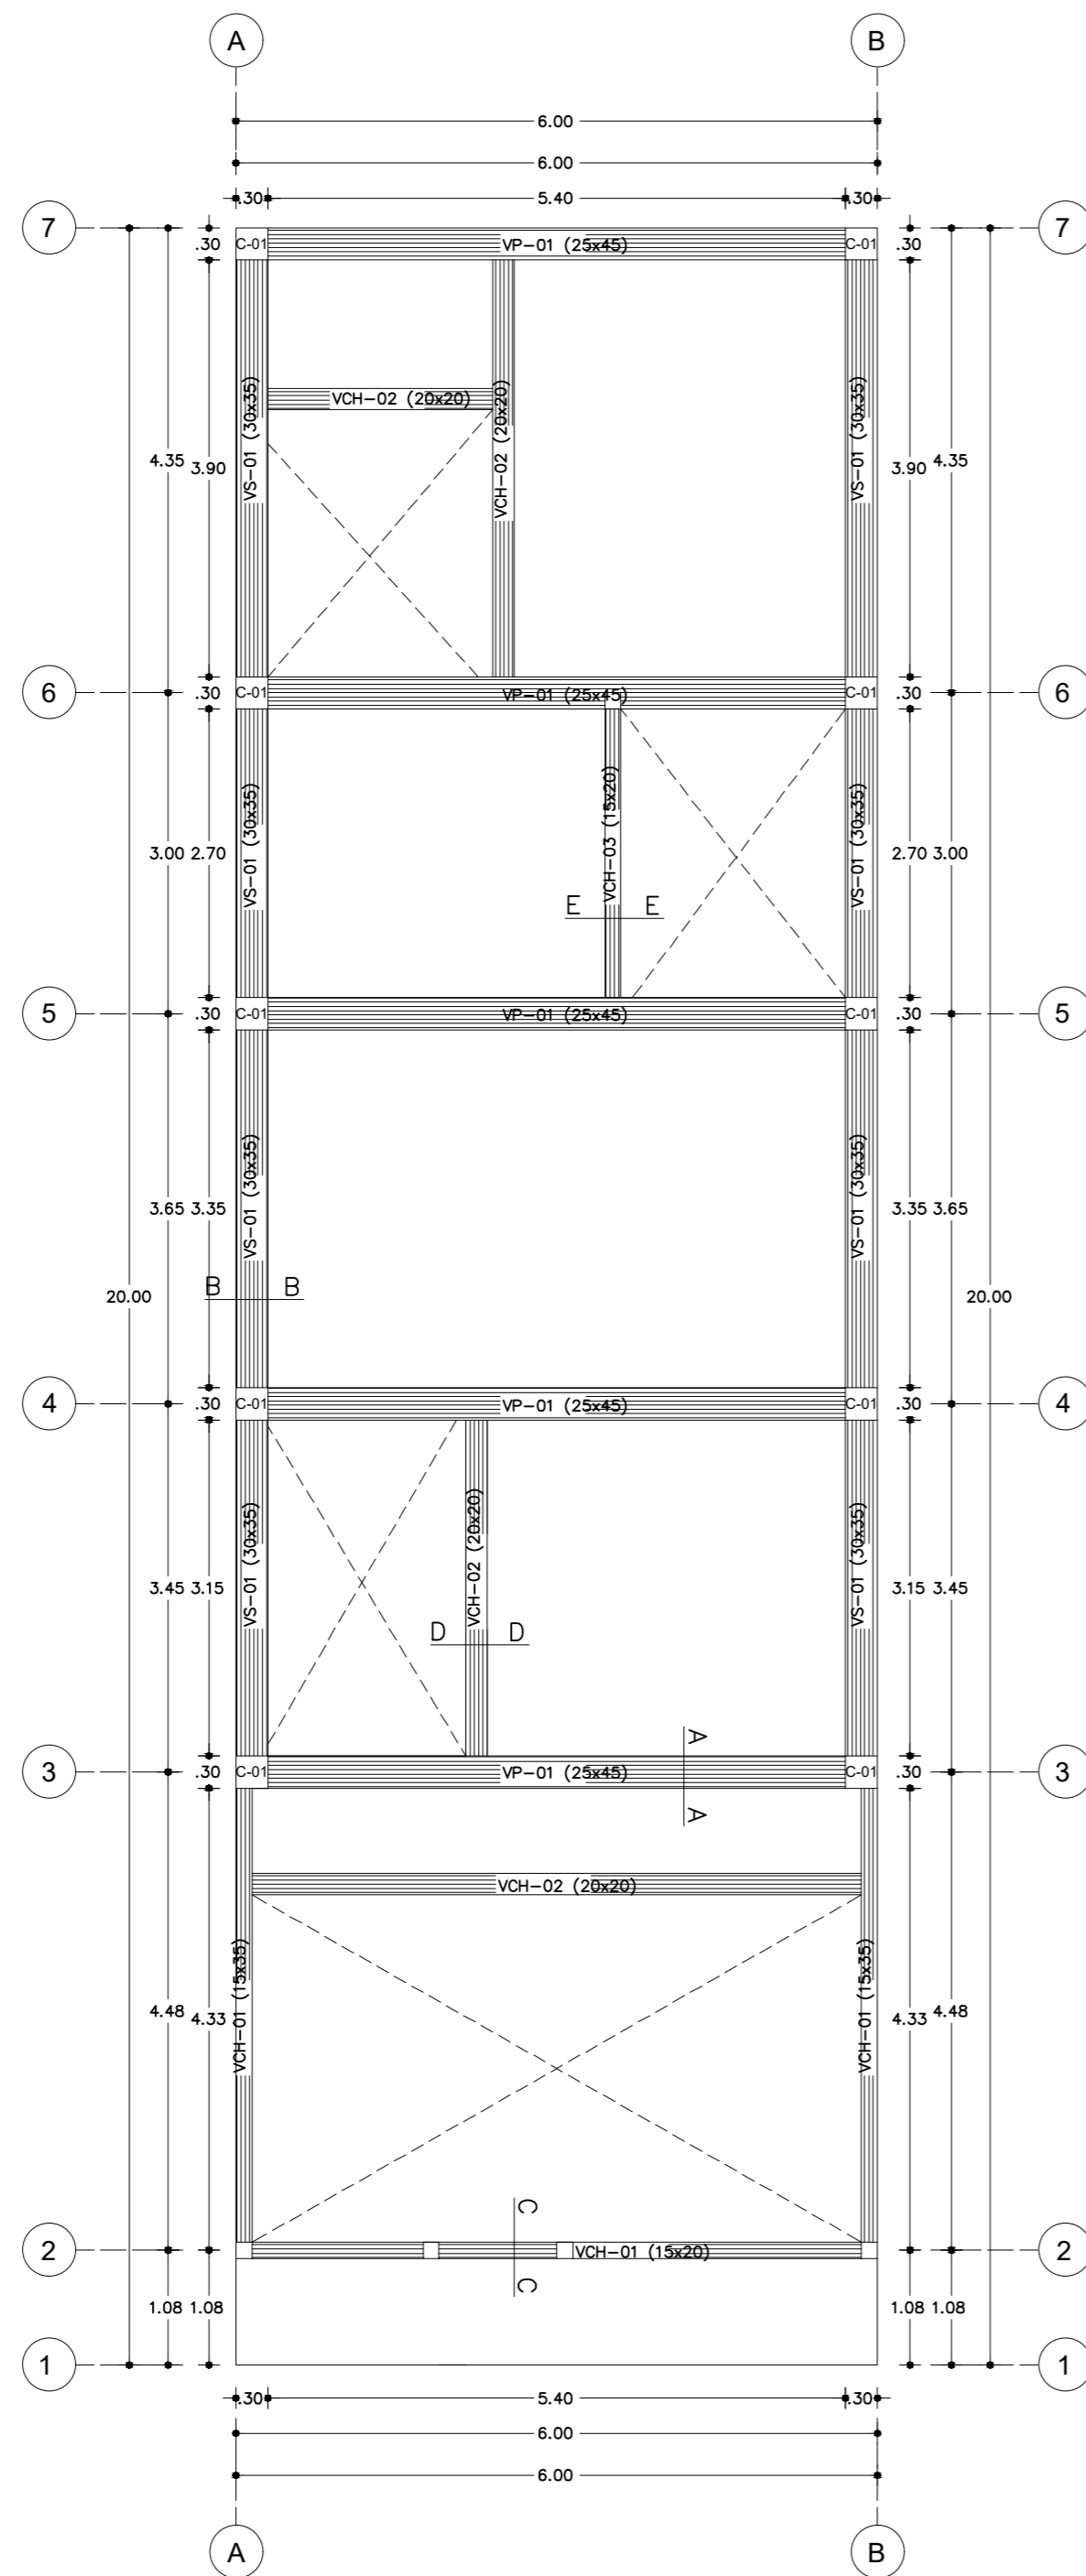 A B
6.00
6.00
.30 5.40 .30
7 .30 C-01 VP-01 (25x45) C-01 .30 7
VS-01 (30x35) VCH-02 (20x20) VCH-02 (20x20) VS-01 (30x35)
4.35 3.90 3.90 4.35
6 .30 C-01 VP-01 (25x45) C-01 .30 6
VS-01 (30x35) VCH-03 (15x20) VS-01 (30x35)
3.00 2.70 2.70 3.00
E E
5 .30 C-01 VP-01 (25x45) C-01 .30 5
VS-01 (30x35) VS-01 (30x35)
3.65 3.35 3.35 3.65
B B
20.00 20.00
4 .30 C-01 VP-01 (25x45) C-01 .30 4
VS-01 (30x35) VCH-02 (20x20) VS-01 (30x35)
3.45 3.15 3.15 3.45
D D
A
3 .30 C-01 VP-01 (25x45) C-01 .30 3
A
VCH-02 (20x20)
VCH-01 (15x35) VCH-01 (15x35)
4.48 4.33 4.33 4.48
C
2 VCH-01 (15x20) 2
C
1.08 1.08 1.08 1.08
1 1
.30 5.40 .30
6.00
6.00
A B